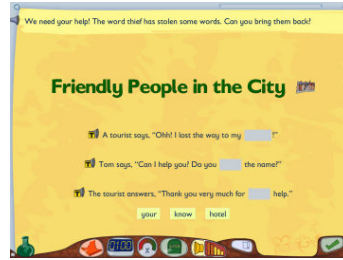 We need your help! The word thief has stolen some words. Can you bring them back?
Friendly People in the City
A tourist says, "Ohh! I lost the way to my !"
Tom says, "Can I help you? Do you the name?"
The tourist answers, "Thank you very much for help."
your know hotel